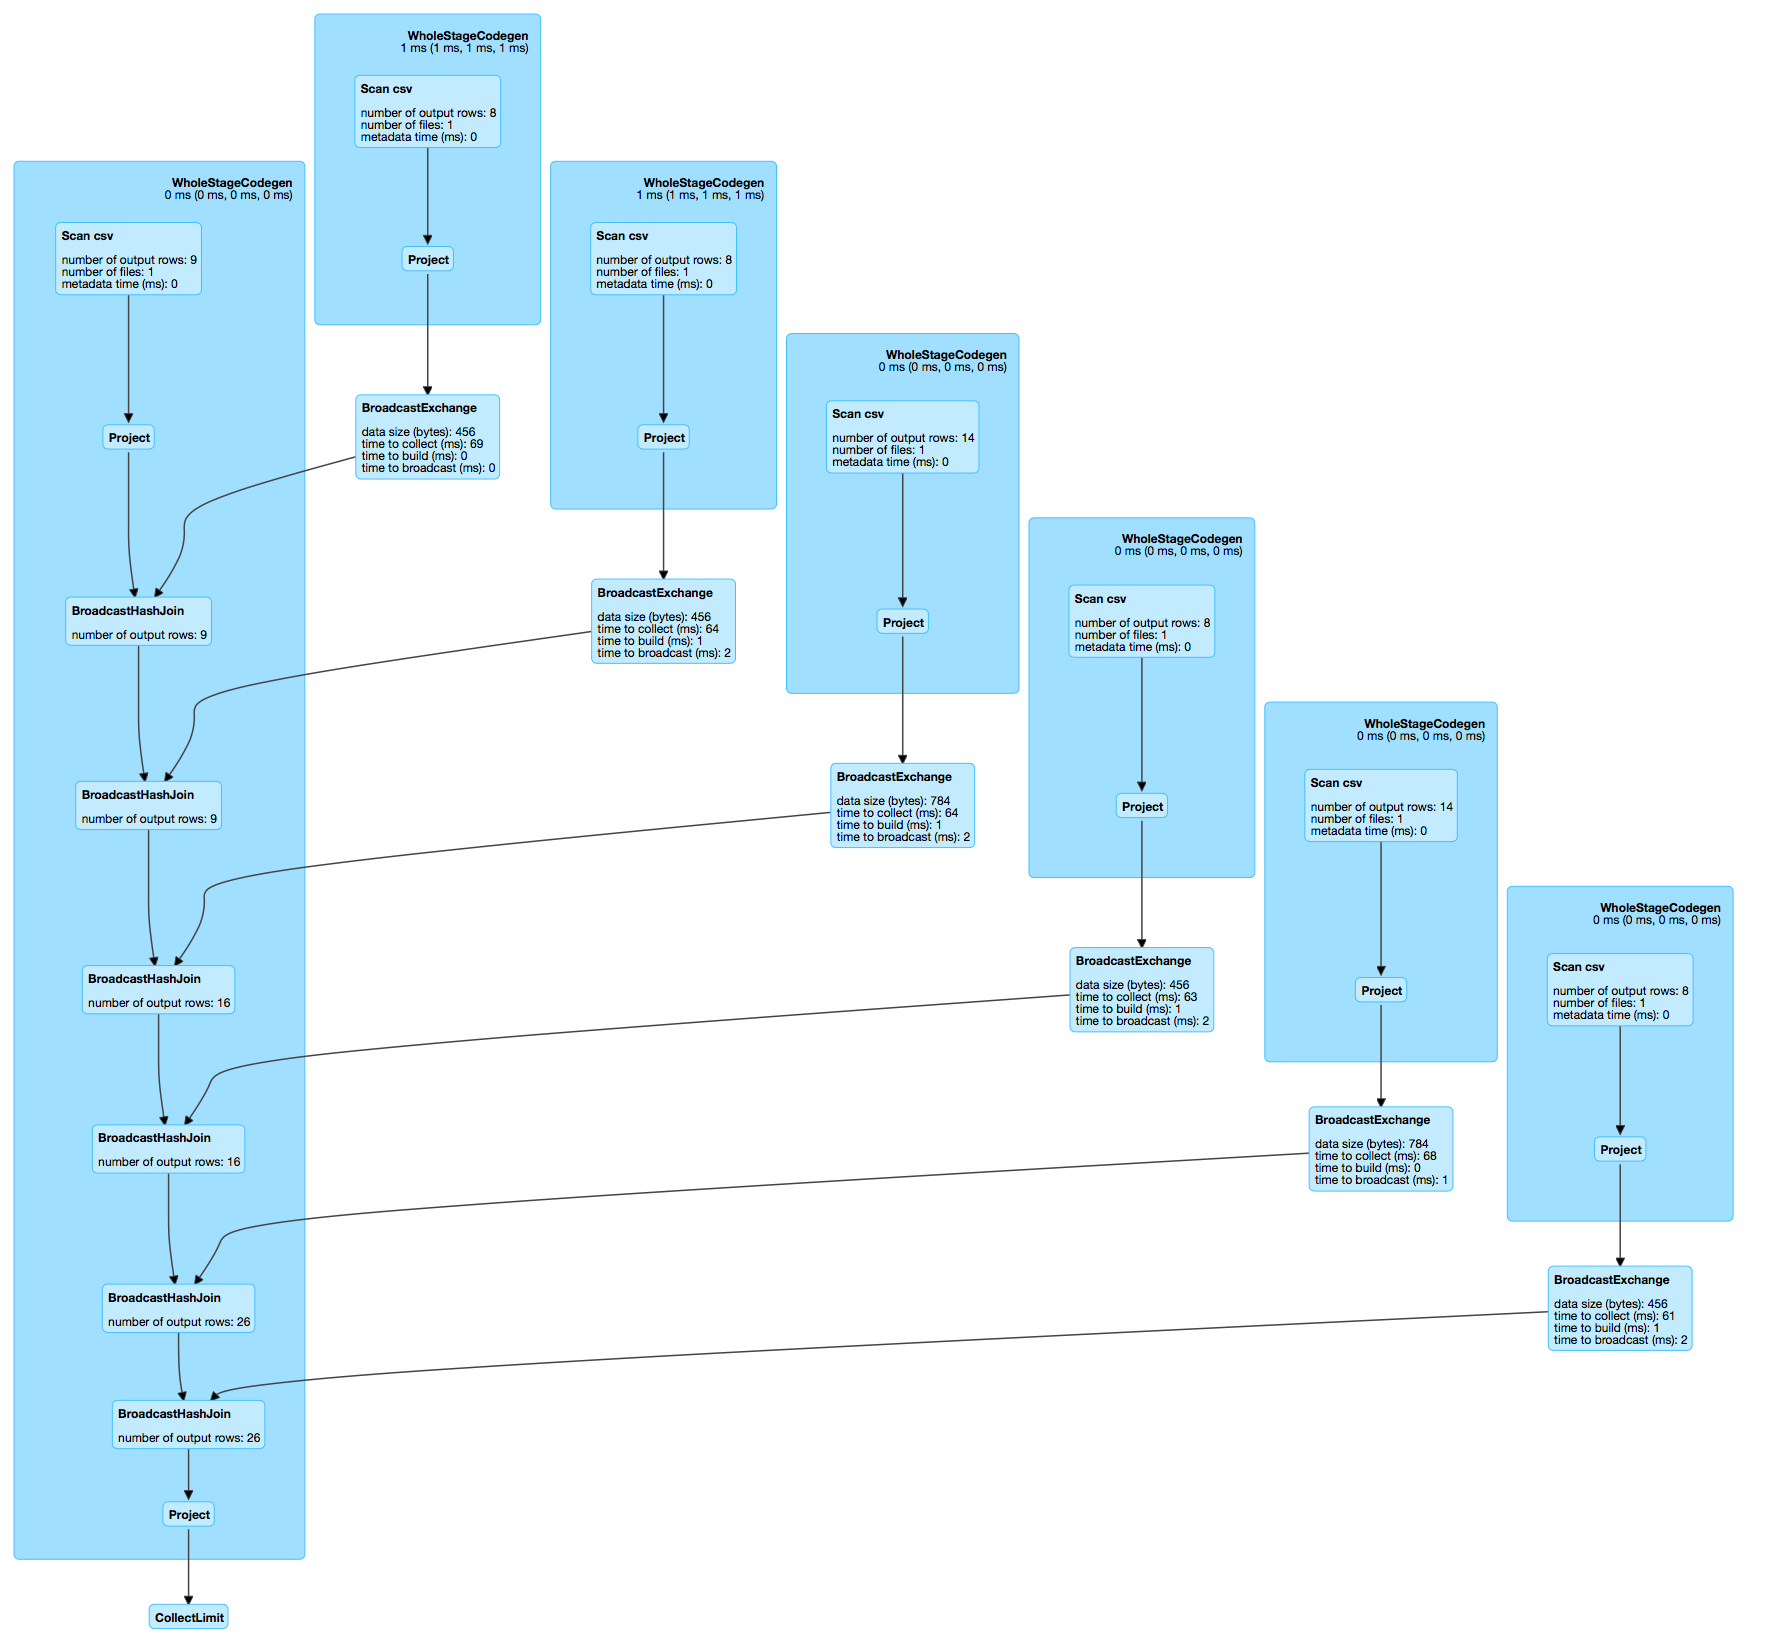 WholeStageCodegen
1 ms (1 ms, 1 ms, 1 ms)
Scan csv
number of output rows: 8
number of files: 1
metadata time (ms): 0
Project
BroadcastExchange
data size (bytes): 456
time to collect (ms): 69
time to build (ms): 0
time to broadcast (ms): 0
WholeStageCodegen
0 ms (0 ms, 0 ms, 0 ms)
Scan csv
number of output rows: 9
number of files: 1
metadata time (ms): 0
Project
BroadcastHashJoin
number of output rows: 9
WholeStageCodegen
1 ms (1 ms, 1 ms, 1 ms)
Scan csv
number of output rows: 8
number of files: 1
metadata time (ms): 0
Project
BroadcastExchange
data size (bytes): 456
time to collect (ms): 64
time to build (ms): 1
time to broadcast (ms): 2
BroadcastHashJoin
number of output rows: 9
WholeStageCodegen
0 ms (0 ms, 0 ms, 0 ms)
Scan csv
number of output rows: 14
number of files: 1
metadata time (ms): 0
Project
BroadcastExchange
data size (bytes): 784
time to collect (ms): 64
time to build (ms): 1
time to broadcast (ms): 2
BroadcastHashJoin
number of output rows: 16
WholeStageCodegen
0 ms (0 ms, 0 ms, 0 ms)
Scan csv
number of output rows: 8
number of files: 1
metadata time (ms): 0
Project
BroadcastExchange
data size (bytes): 456
time to collect (ms): 63
time to build (ms): 1
time to broadcast (ms): 2
BroadcastHashJoin
number of output rows: 16
WholeStageCodegen
0 ms (0 ms, 0 ms, 0 ms)
Scan csv
number of output rows: 14
number of files: 1
metadata time (ms): 0
Project
BroadcastExchange
data size (bytes): 784
time to collect (ms): 68
time to build (ms): 0
time to broadcast (ms): 1
BroadcastHashJoin
number of output rows: 26
WholeStageCodegen
0 ms (0 ms, 0 ms, 0 ms)
Scan csv
number of output rows: 8
number of files: 1
metadata time (ms): 0
Project
BroadcastExchange
data size (bytes): 456
time to collect (ms): 61
time to build (ms): 1
time to broadcast (ms): 2
BroadcastHashJoin
number of output rows: 26
Project
CollectLimit